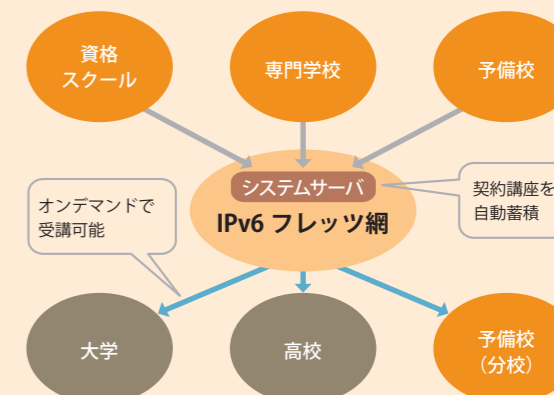 資格
スクール
専門学校
予備校
システムサーバ
IPv6 フレッツ網
オンデマンドで
受講可能
契約講座を
自動蓄積
大学
高校
予備校
（分校）